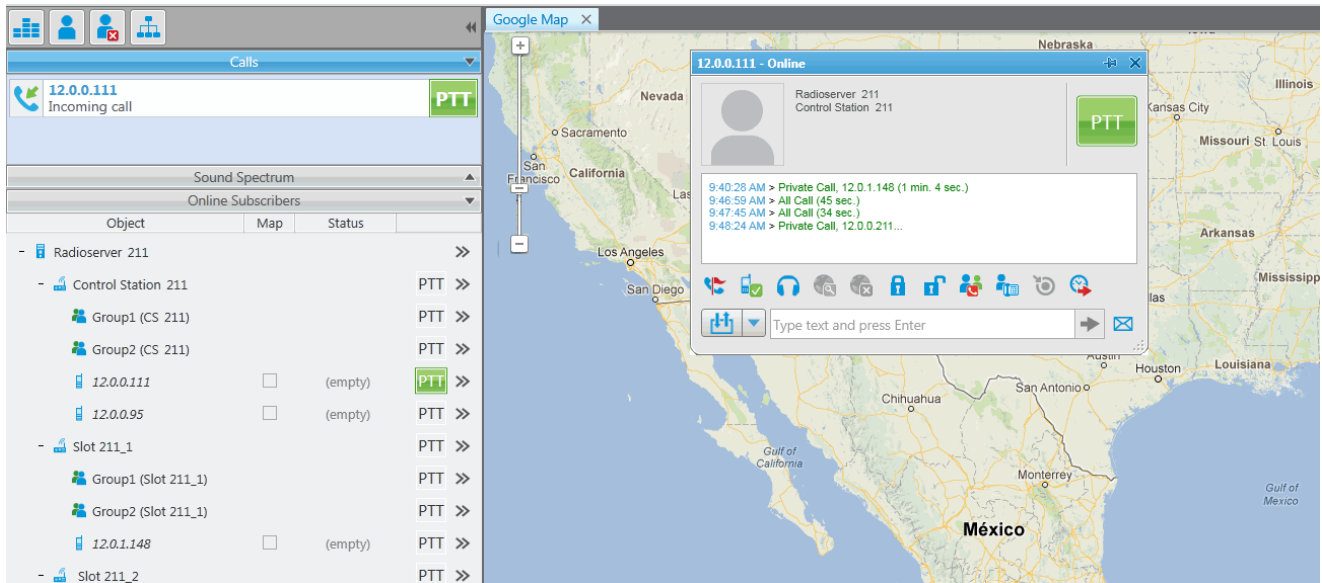 Calls
12.0.0.111
Incoming call
PTT
Sound Spectrum
Online Subscribers
Object Map Status
- Radioserver 211
- Control Station 211 PTT
Group1 (CS 211) PTT
Group2 (CS 211) PTT
12.0.0.111 (empty) PTT
12.0.0.95 (empty) PTT
- Slot 211_1 PTT
Group1 (Slot 211_1) PTT
Group2 (Slot 211_1) PTT
12.0.1.148 (empty) PTT
- Slot 211_2 PTT
Google Map
12.0.0.111 - Online
Radioserver 211
Control Station 211
PTT
9:40:28 AM > Private Call, 12.0.1.148 (1 min. 4 sec.)
9:46:59 AM > All Call (45 sec.)
9:47:45 AM > All Call (34 sec.)
9:48:24 AM > Private Call, 12.0.0.211...
Type text and press Enter
Nebraska
Illinois
Nevada
Kansas City
Sacramento
Missouri St. Louis
San Francisco
California
Las
Arkansas
Los Angeles
San Diego
Mississipp
las
Austin
Houston
Louisiana
San Antonio
Chihuahua
Gulf of
California
Monterrey
Gulf of
Mexico
México